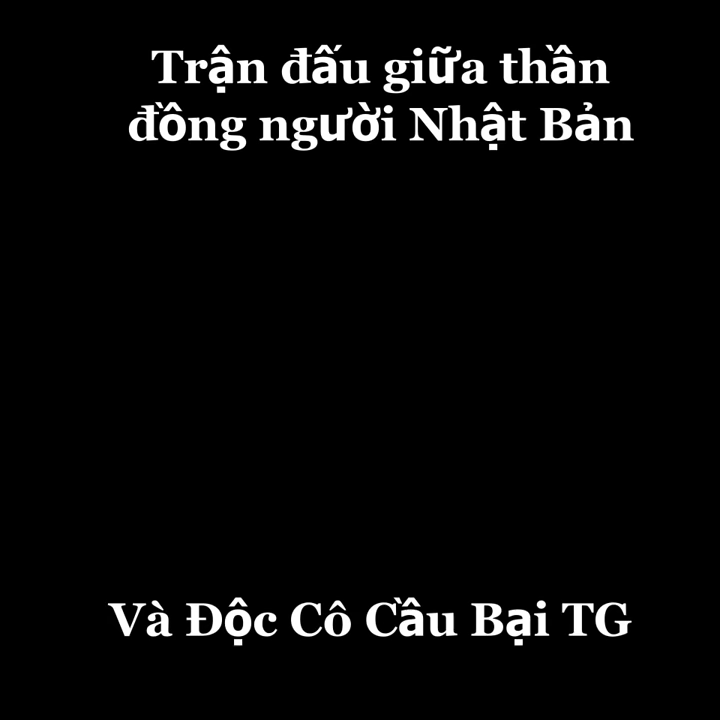 Trận đấu giữa thần
đồng người Nhật Bản
Và Độc Cô Cầu Bại TG